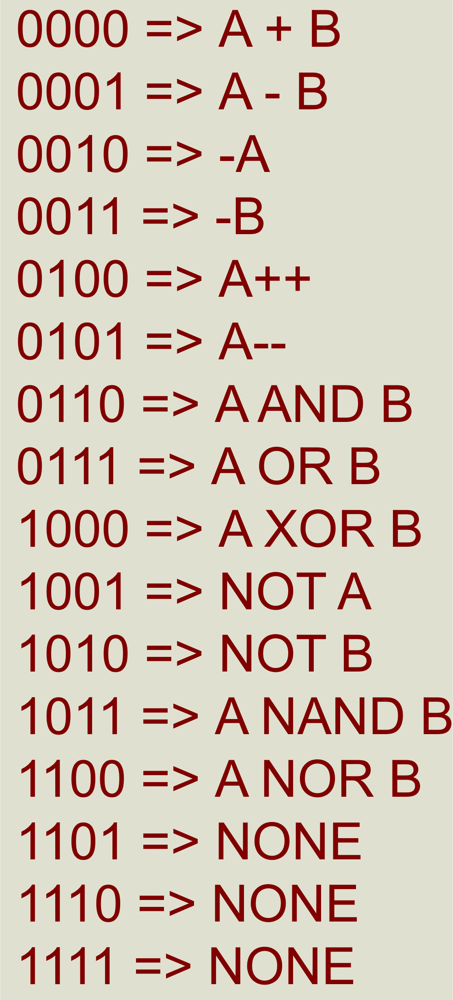 0000 => A + B
0001 => A - B
0010 => -A
0011 => -B
0100 => A++
0101 => A--
0110 => A AND B
0111 => A OR B
1000 => A XOR B
1001 => NOT A
1010 => NOT B
1011 => A NAND B
1100 => A NOR B
1101 => NONE
1110 => NONE
1111 => NONE